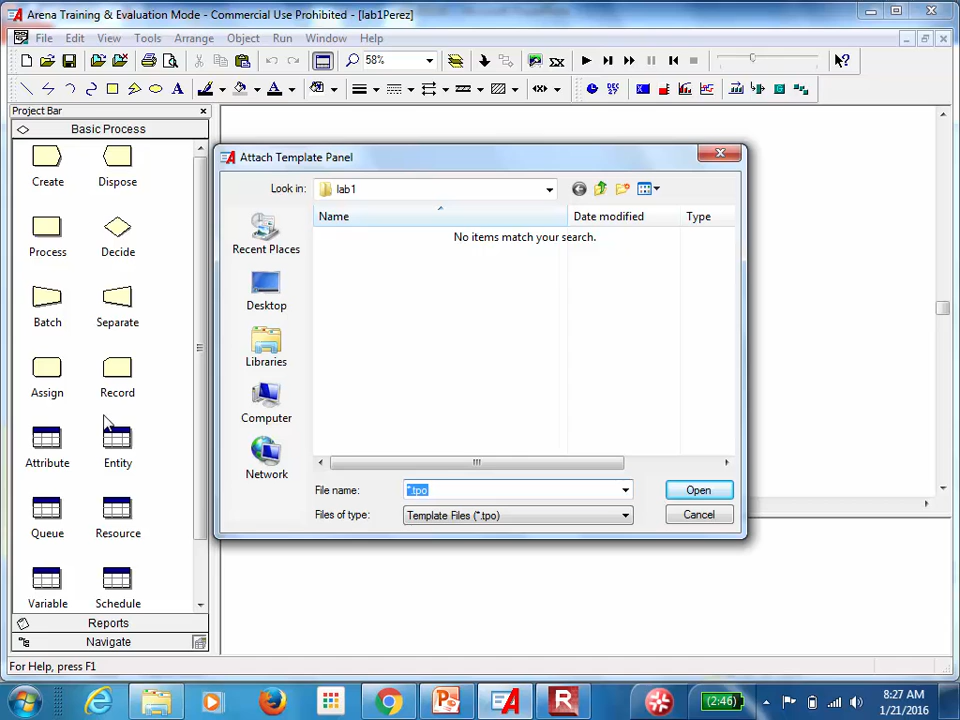 Arena Training & Evaluation Mode - Commercial Use Prohibited - [lab1Perez]
File Edit View Tools Arrange Object Run Window Help
58%
Project Bar
Basic Process
Create Dispose
Process Decide
Batch Separate
Assign Record
Attribute Entity
Queue Resource
Variable Schedule
Reports
Navigate
Attach Template Panel
Look in: lab1
Name Date modified Type
No items match your search.
Recent Places
Desktop
Libraries
Computer
Network
File name: *.tpo Open
Files of type: Template Files (*.tpo) Cancel
For Help, press F1
(2:46)
8:27 AM
1/21/2016